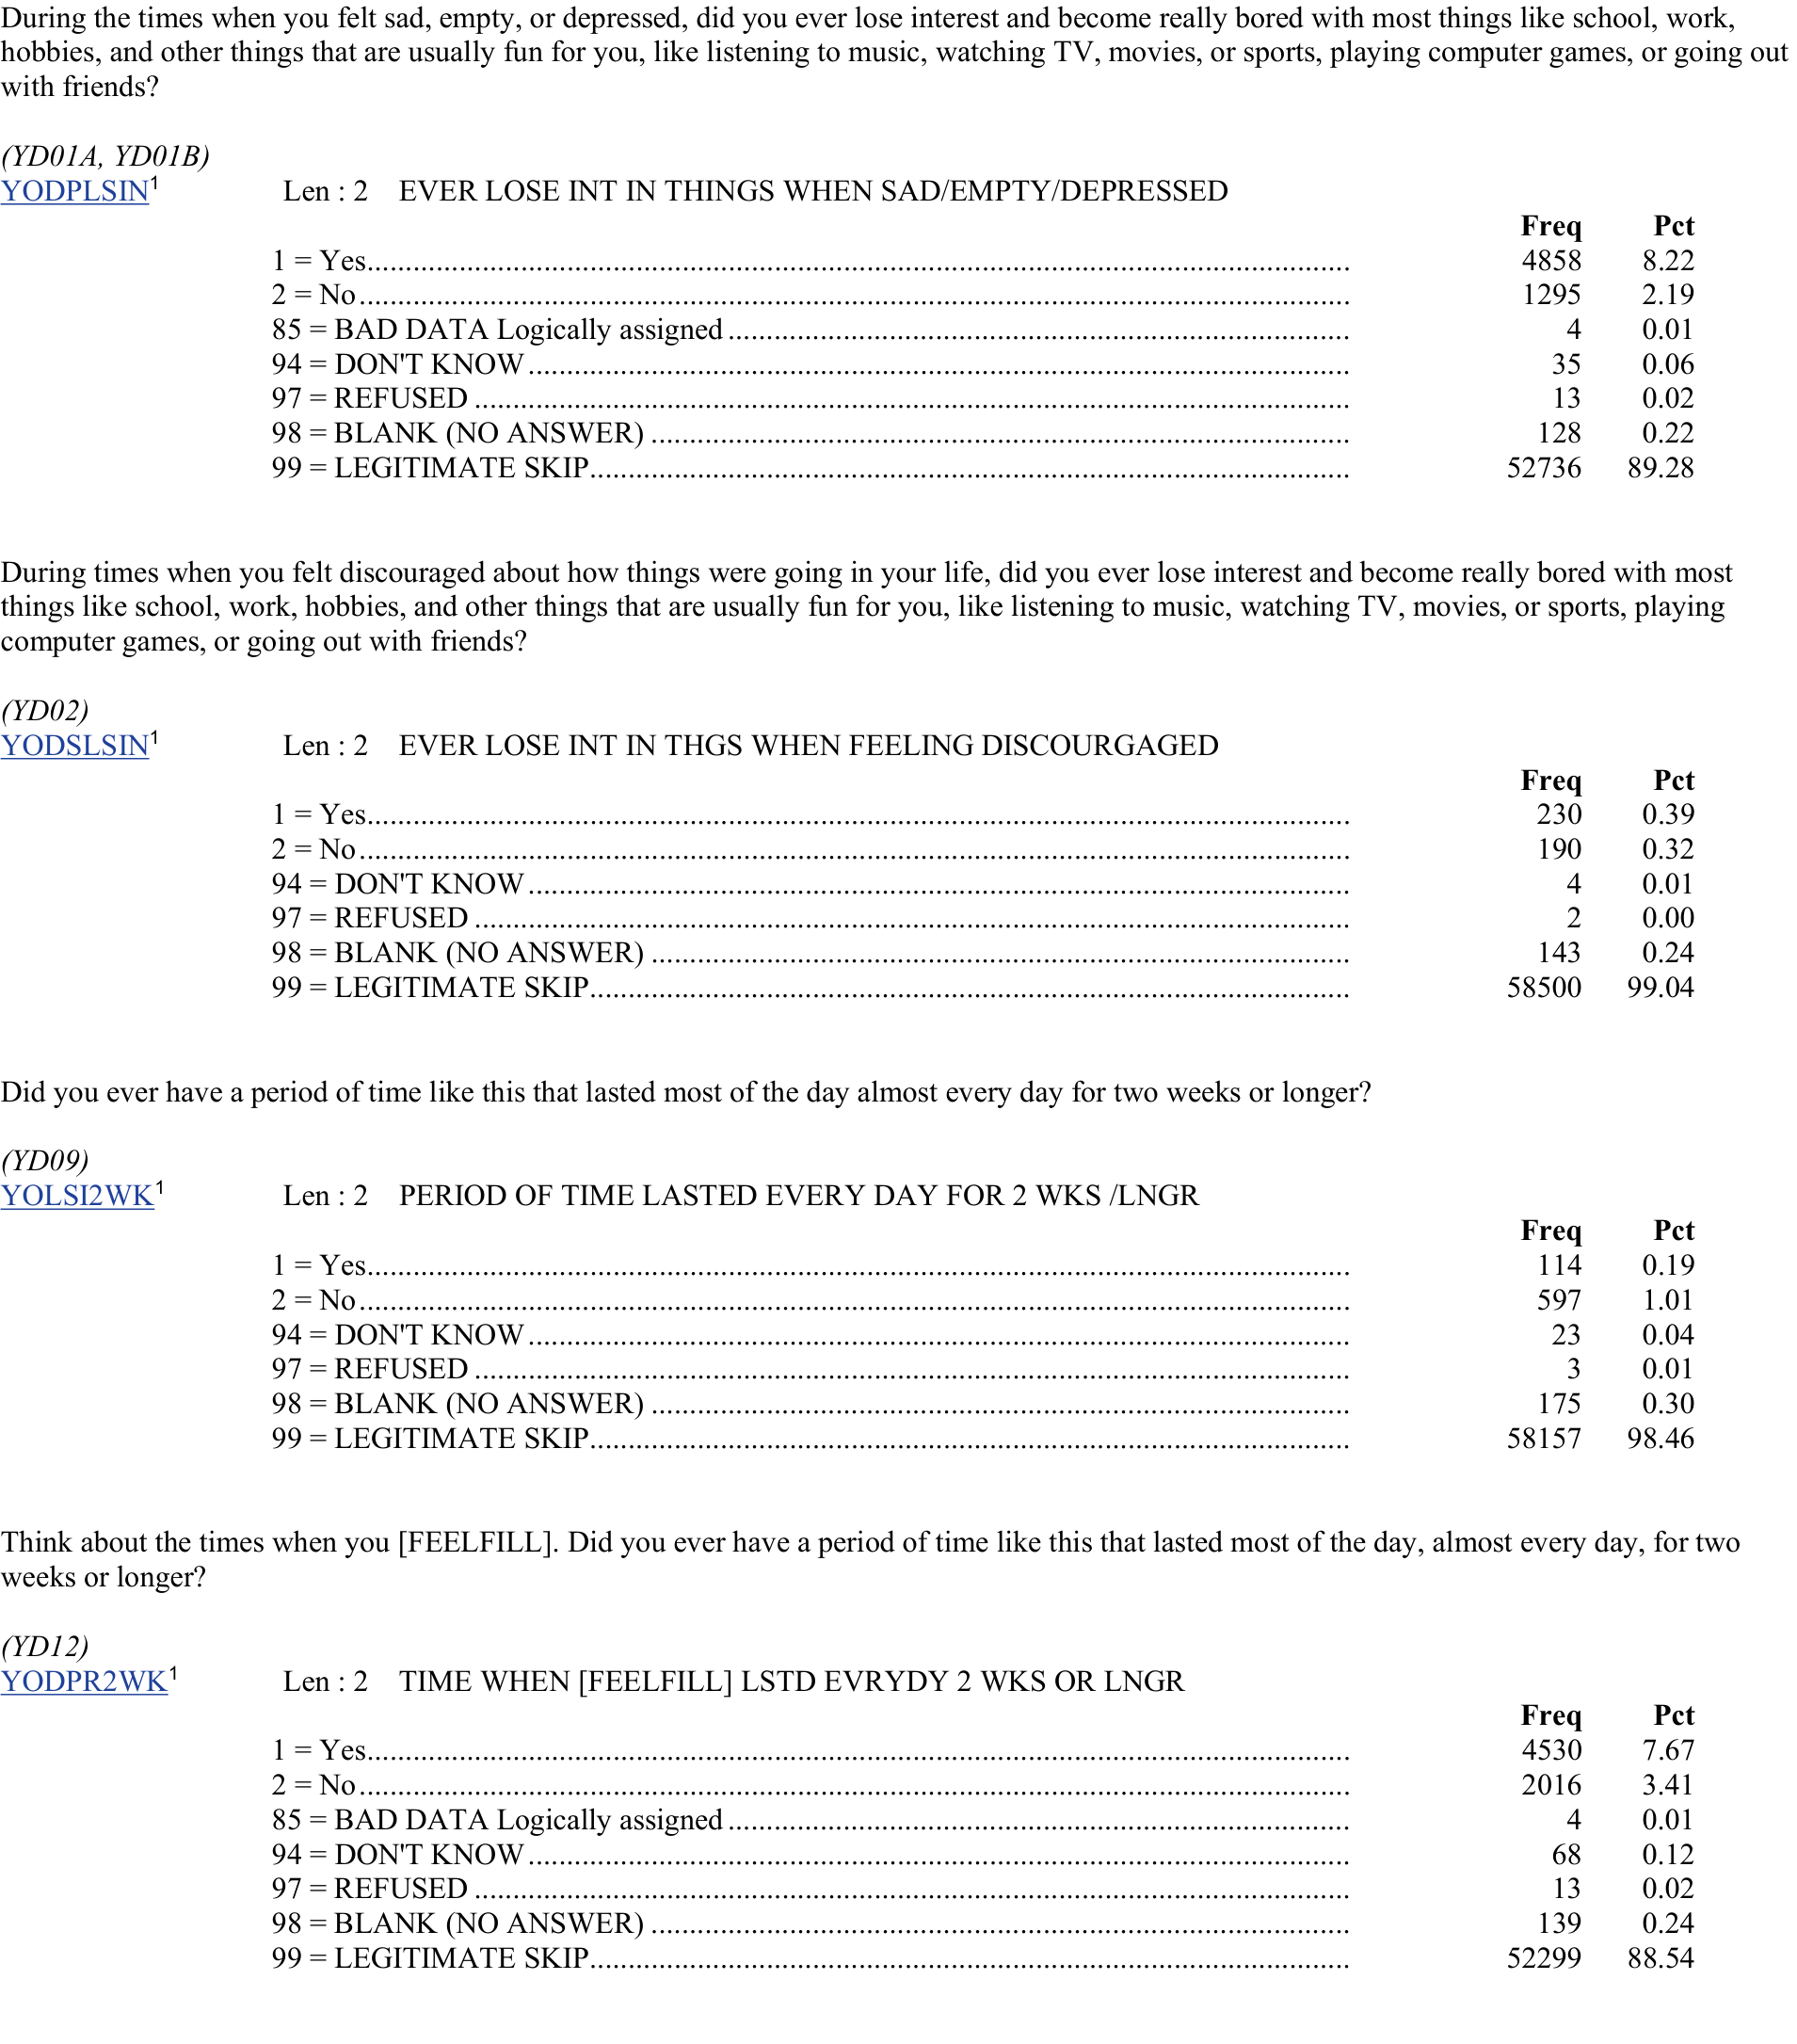 During the times when you felt sad, empty, or depressed, did you ever lose interest and become really bored with most things like school, work,
hobbies, and other things that are usually fun for you, like listening to music, watching TV, movies, or sports, playing computer games, or going out
with friends?
(YD01A, YD01B)
YODPLSIN1 Len : 2 EVER LOSE INT IN THINGS WHEN SAD/EMPTY/DEPRESSED
Freq Pct
1 = Yes 4858 8.22
2 = No 1295 2.19
85 = BAD DATA Logically assigned 4 0.01
94 = DON'T KNOW 35 0.06
97 = REFUSED 13 0.02
98 = BLANK (NO ANSWER) 128 0.22
99 = LEGITIMATE SKIP 52736 89.28
During times when you felt discouraged about how things were going in your life, did you ever lose interest and become really bored with most
things like school, work, hobbies, and other things that are usually fun for you, like listening to music, watching TV, movies, or sports, playing
computer games, or going out with friends?
(YD02)
YODSLSIN1 Len : 2 EVER LOSE INT IN THGS WHEN FEELING DISCOURGAGED
Freq Pct
1 = Yes 230 0.39
2 = No 190 0.32
94 = DON'T KNOW 4 0.01
97 = REFUSED 2 0.00
98 = BLANK (NO ANSWER) 143 0.24
99 = LEGITIMATE SKIP 58500 99.04
Did you ever have a period of time like this that lasted most of the day almost every day for two weeks or longer?
(YD09)
YOLSI2WK1 Len : 2 PERIOD OF TIME LASTED EVERY DAY FOR 2 WKS /LNGR
Freq Pct
1 = Yes 114 0.19
2 = No 597 1.01
94 = DON'T KNOW 23 0.04
97 = REFUSED 3 0.01
98 = BLANK (NO ANSWER) 175 0.30
99 = LEGITIMATE SKIP 58157 98.46
Think about the times when you [FEELFILL]. Did you ever have a period of time like this that lasted most of the day, almost every day, for two
weeks or longer?
(YD12)
YODPR2WK1 Len : 2 TIME WHEN [FEELFILL] LSTD EVRYDY 2 WKS OR LNGR
Freq Pct
1 = Yes 4530 7.67
2 = No 2016 3.41
85 = BAD DATA Logically assigned 4 0.01
94 = DON'T KNOW 68 0.12
97 = REFUSED 13 0.02
98 = BLANK (NO ANSWER) 139 0.24
99 = LEGITIMATE SKIP 52299 88.54